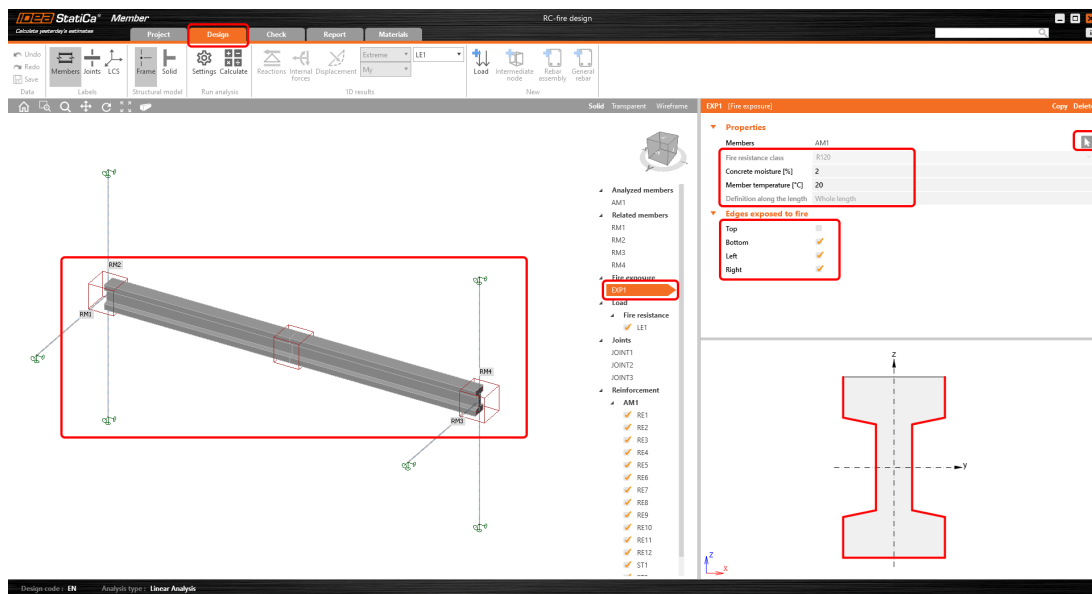 IDEA StatiCa® Member
RC-fire design
Calculate yesterday's estimates
Project Design Check Report Materials
Undo
Redo
Save
Members Joints LCS
Frame Solid
Settings Calculate
Reactions Internal forces Displacement
Extreme LE1
My
Load Intermediate node Rebar assembly General rebar
Data Labels Structural model Run analysis 1D results New
Solid Transparent Wireframe
EXP1 [Fire exposure] Copy Delete
Properties
Members AM1
Fire resistance class R120
Concrete moisture [%] 2
Member temperature [°C] 20
Definition along the length Whole length
Edges exposed to fire
Top
Bottom
Left
Right
Analyzed members
AM1
Related members
RM1
RM2
RM3
RM4
Fire exposure
EXP1
Load
Fire resistance
LE1
Joints
JOINT1
JOINT2
JOINT3
Reinforcement
AM1
RE1
RE2
RE3
RE4
RE5
RE6
RE7
RE8
RE9
RE10
RE11
RE12
ST1
RM2
RM1
RM4
RM3
z
y
Z
X
Design code : EN Analysis type : Linear Analysis